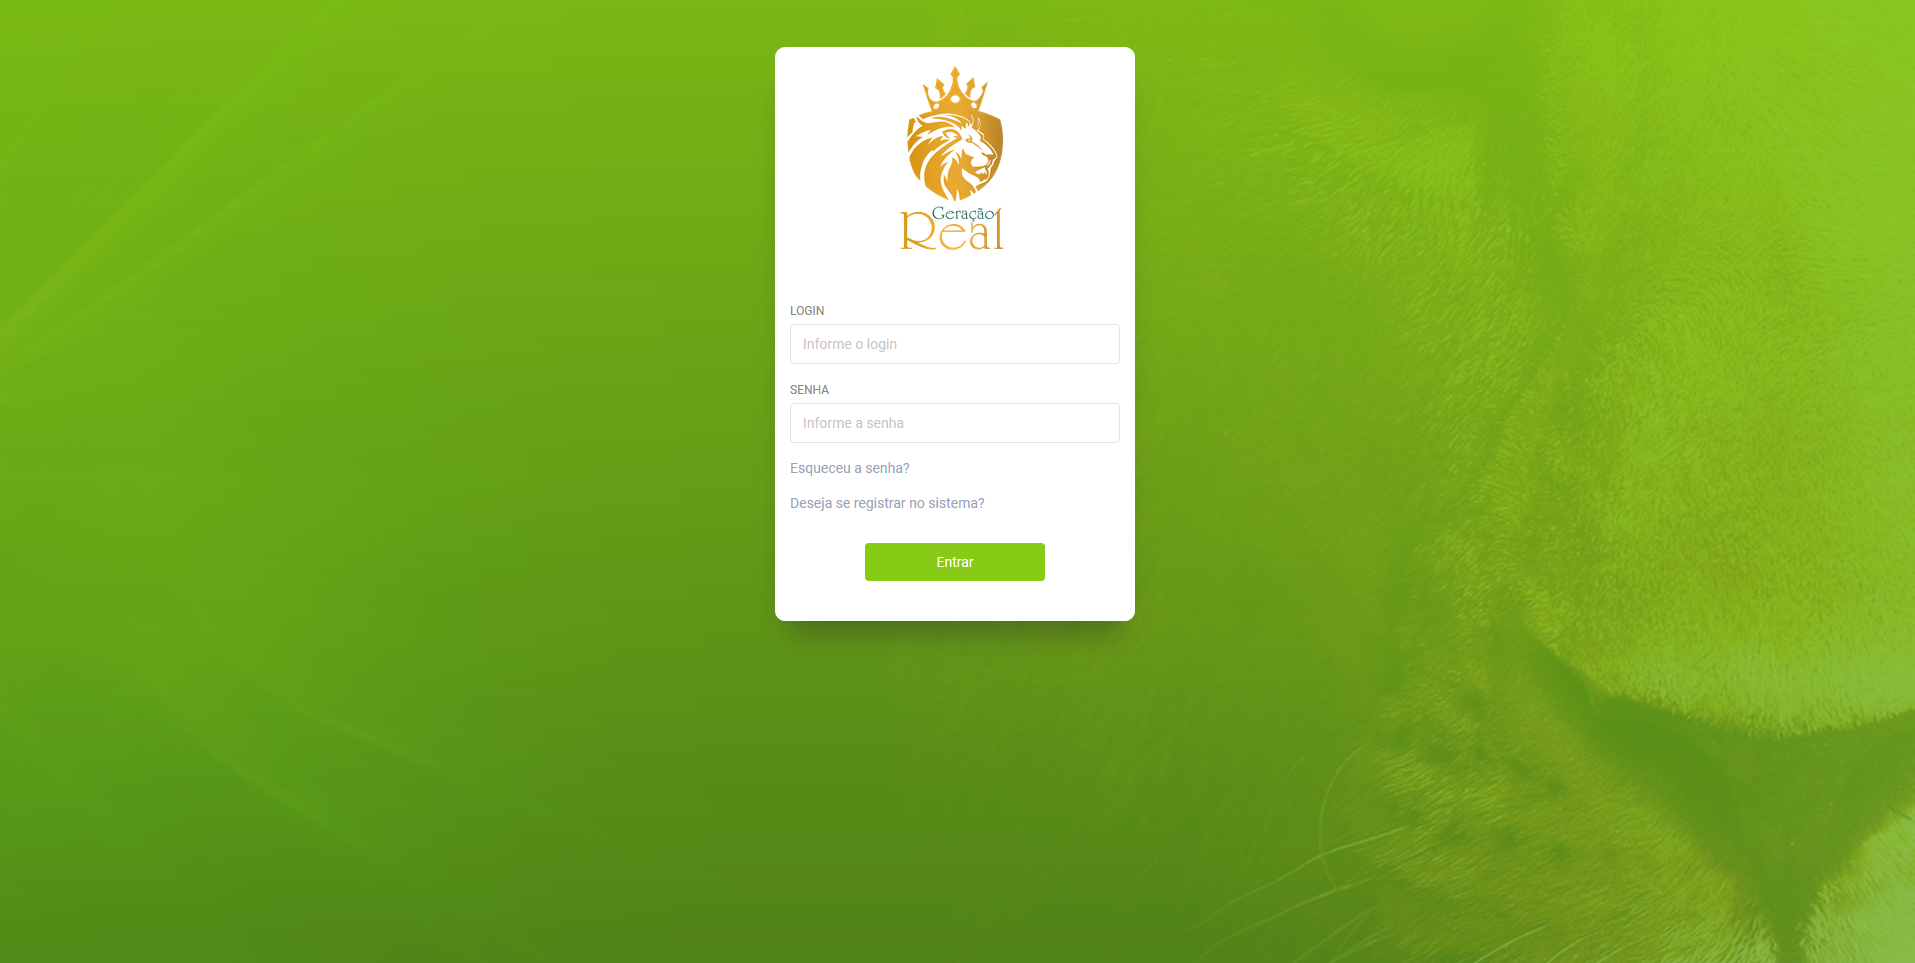 Geração
Real
LOGIN
Informe o login
SENHA
Informe a senha
Esqueceu a senha?
Deseja se registrar no sistema?
Entrar